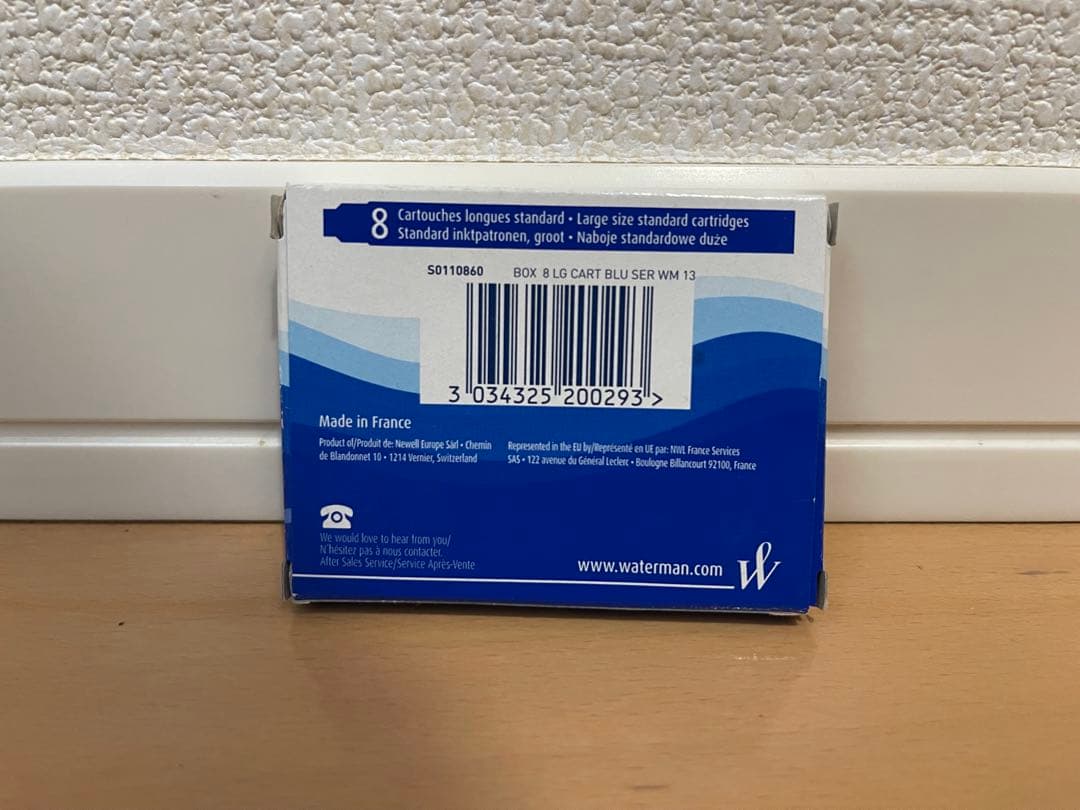 8 Cartouches longues standard • Large size standard cartridges
Standard inktpatronen, groot • Naboje standardowe duże
S0110860 BOX 8 LG CART BLU SER WM 13
3 034325 200293 >
Made in France
Product of/Produit de: Newell Europe Sàrl • Chemin
de Blandonnet 10 • 1214 Vernier, Switzerland
Represented in the EU by/Représenté en UE par: NWL France Services
SAS • 122 avenue du Général Leclerc • Boulogne Billancourt 92100, France
We would love to hear from you/
N'hésitez pas à nous contacter.
After Sales Service/Service Après-Vente
www.waterman.com